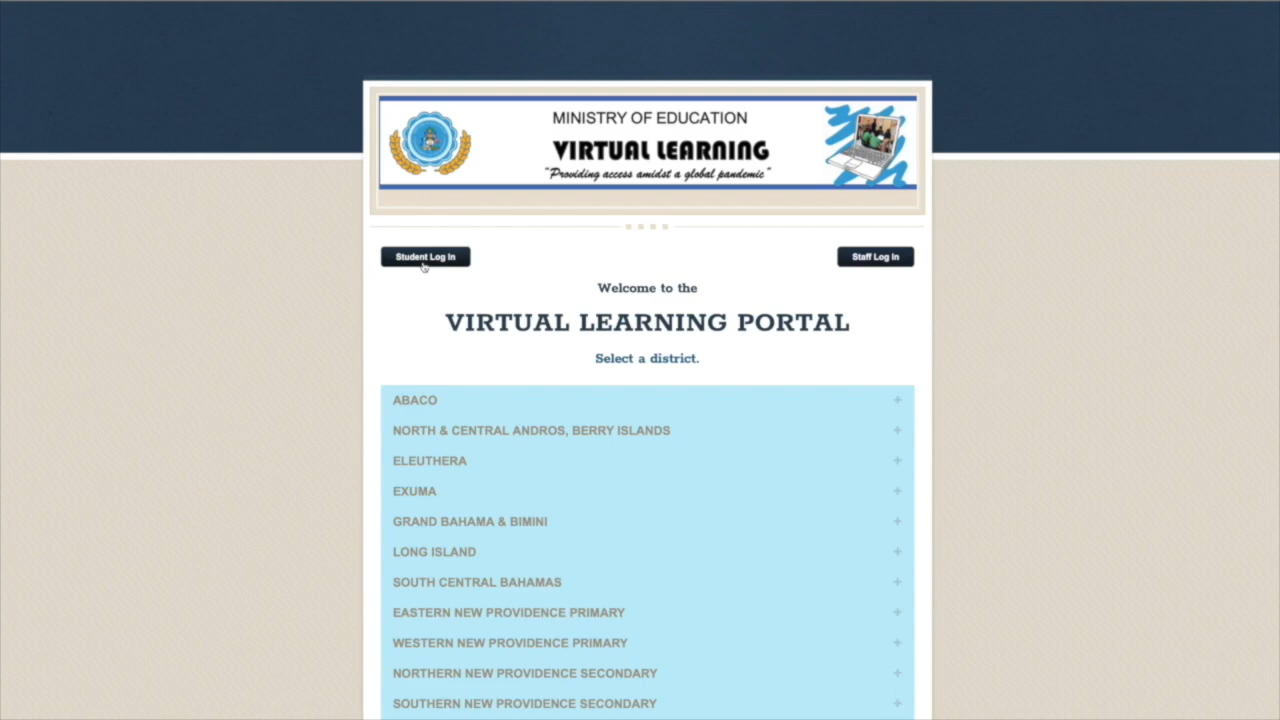 MINISTRY OF EDUCATION
VIRTUAL LEARNING
"Providing access amidst a global pandemic"
Student Log In
Staff Log In
Welcome to the
VIRTUAL LEARNING PORTAL
Select a district.
ABACO +
NORTH & CENTRAL ANDROS, BERRY ISLANDS +
ELEUTHERA +
EXUMA +
GRAND BAHAMA & BIMINI +
LONG ISLAND +
SOUTH CENTRAL BAHAMAS +
EASTERN NEW PROVIDENCE PRIMARY +
WESTERN NEW PROVIDENCE PRIMARY +
NORTHERN NEW PROVIDENCE SECONDARY +
SOUTHERN NEW PROVIDENCE SECONDARY +